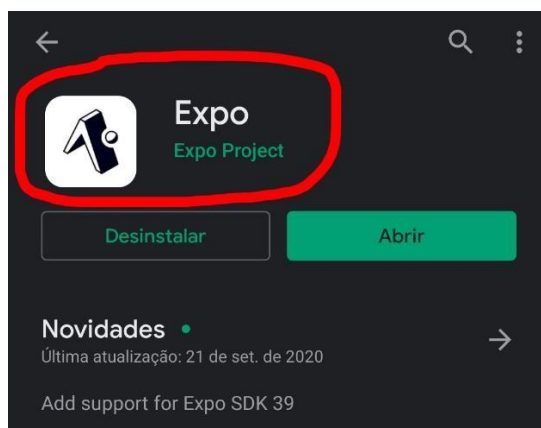 Expo
Expo Project
Desinstalar
Abrir
Novidades
Última atualização: 21 de set. de 2020
Add support for Expo SDK 39